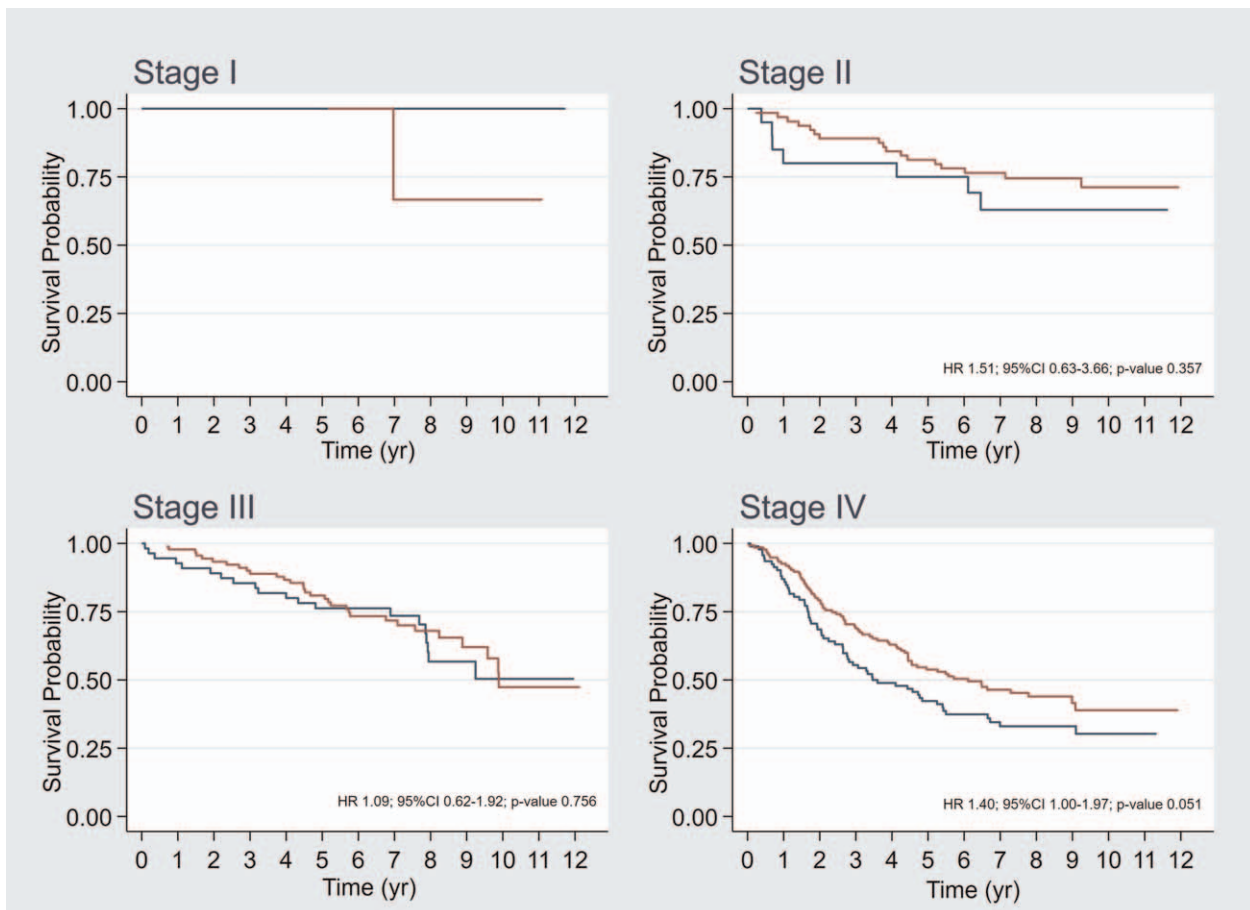 Stage I
Survival Probability
1.00
0.75
0.50
0.25
0.00
0 1 2 3 4 5 6 7 8 9 10 11 12
Time (yr)
Stage II
Survival Probability
1.00
0.75
0.50
0.25
0.00
HR 1.51; 95%CI 0.63-3.66; p-value 0.357
0 1 2 3 4 5 6 7 8 9 10 11 12
Time (yr)
Stage III
Survival Probability
1.00
0.75
0.50
0.25
0.00
HR 1.09; 95%CI 0.62-1.92; p-value 0.756
0 1 2 3 4 5 6 7 8 9 10 11 12
Time (yr)
Stage IV
Survival Probability
1.00
0.75
0.50
0.25
0.00
HR 1.40; 95%CI 1.00-1.97; p-value 0.051
0 1 2 3 4 5 6 7 8 9 10 11 12
Time (yr)